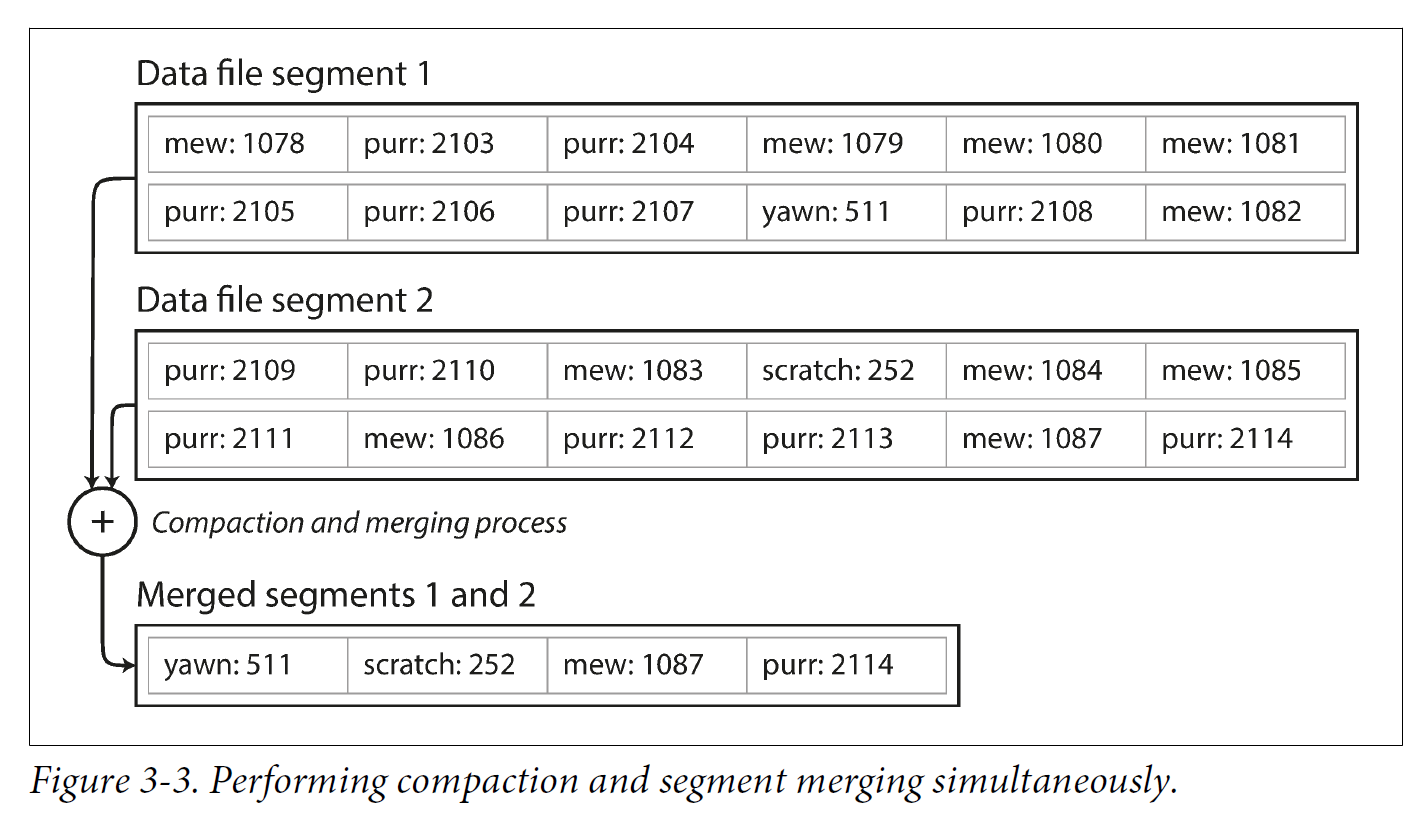 Data file segment 1
mew: 1078 purr: 2103 purr: 2104 mew: 1079 mew: 1080 mew: 1081
purr: 2105 purr: 2106 purr: 2107 yawn: 511 purr: 2108 mew: 1082
Data file segment 2
purr: 2109 purr: 2110 mew: 1083 scratch: 252 mew: 1084 mew: 1085
purr: 2111 mew: 1086 purr: 2112 purr: 2113 mew: 1087 purr: 2114
+ Compaction and merging process
Merged segments 1 and 2
yawn: 511 scratch: 252 mew: 1087 purr: 2114
Figure 3-3. Performing compaction and segment merging simultaneously.